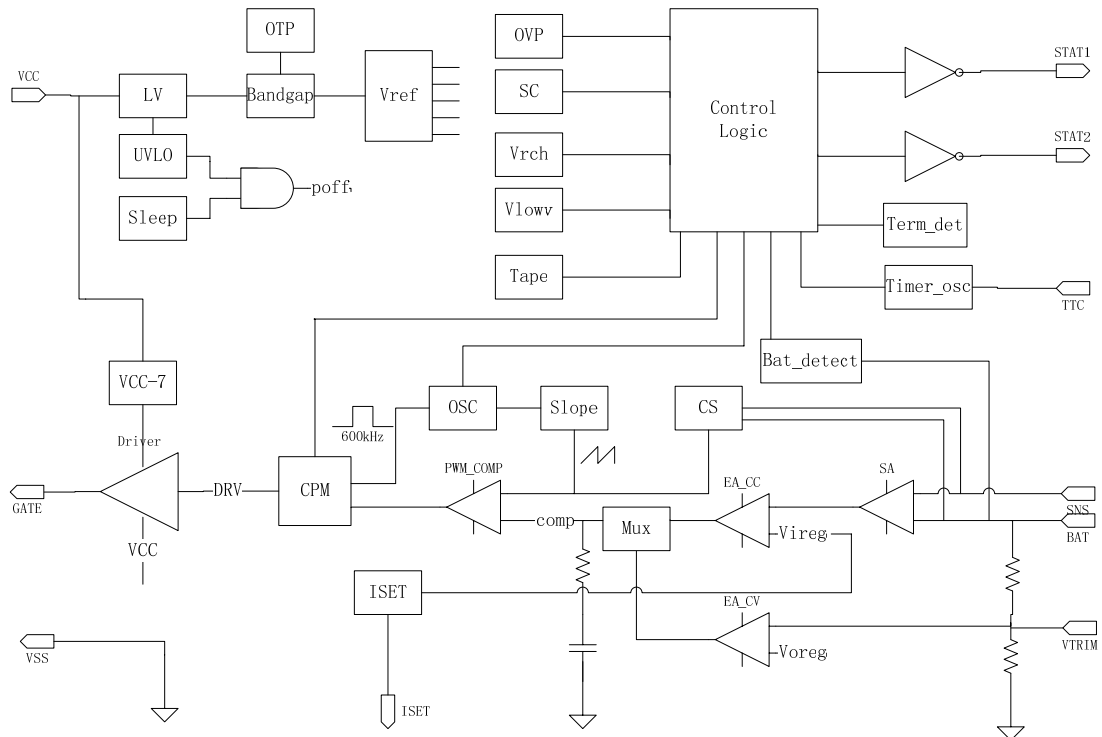 OTP
OVP
VCC
LV
Bandgap
Vref
SC
Control
Logic
STAT1
UVLO
Vrch
STAT2
poff
Sleep
Vlowv
Term_det
Tape
Timer_osc
TTC
VCC-7
Bat_detect
OSC
Slope
CS
600kHz
Driver
PWM_COMP
EA_CC
SA
GATE
DRV
CPM
comp
Mux
Vireg
SNS
BAT
VCC
ISET
EA_CV
VSS
Voreg
VTRIM
ISET